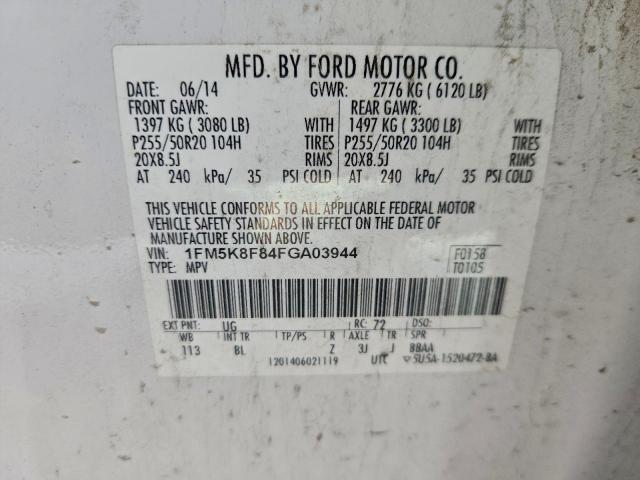 MFD. BY FORD MOTOR CO.
DATE: 06/14 GVWR: 2776 KG ( 6120 LB)
FRONT GAWR: REAR GAWR:
1397 KG ( 3080 LB) WITH 1497 KG ( 3300 LB) WITH
P255/50R20 104H TIRES P255/50R20 104H TIRES
20X8.5J RIMS 20X8.5J RIMS
AT 240 kPa/ 35 PSI COLD AT 240 kPa/ 35 PSI COLD
THIS VEHICLE CONFORMS TO ALL APPLICABLE FEDERAL MOTOR
VEHICLE SAFETY STANDARDS IN EFFECT ON THE DATE OF
MANUFACTURE SHOWN ABOVE.
VIN: 1FM5K8F84FGA03944 F0158
TYPE: MPV T0105
EXT PNT: UG RC: 72 DSO:
WB INT TR TP/PS R AXLE TR SPR
113 BL Z 3J J BBAA
1201406021119 UTC 5U5A-1520472-BA